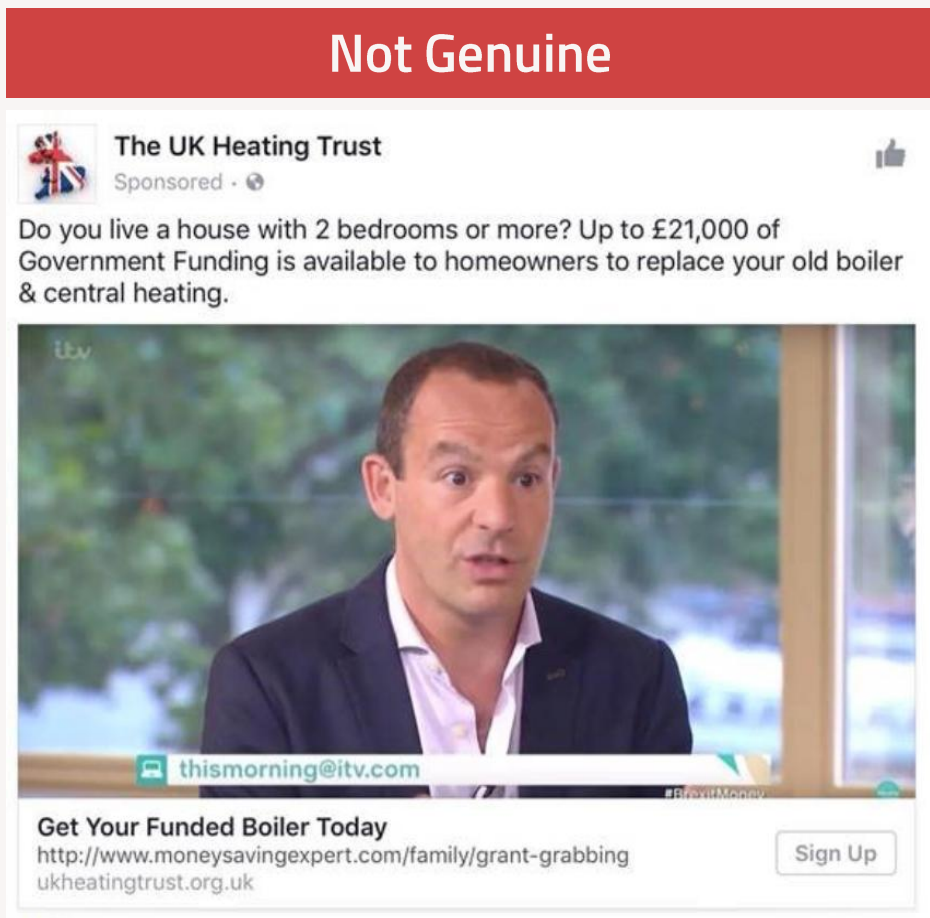 Not Genuine
The UK Heating Trust
Sponsored ·
Do you live a house with 2 bedrooms or more? Up to £21,000 of
Government Funding is available to homeowners to replace your old boiler
& central heating.
itv
thismorning@itv.com
#BrexitMoney
Get Your Funded Boiler Today
http://www.moneysavingexpert.com/family/grant-grabbing
Sign Up
ukheatingtrust.org.uk